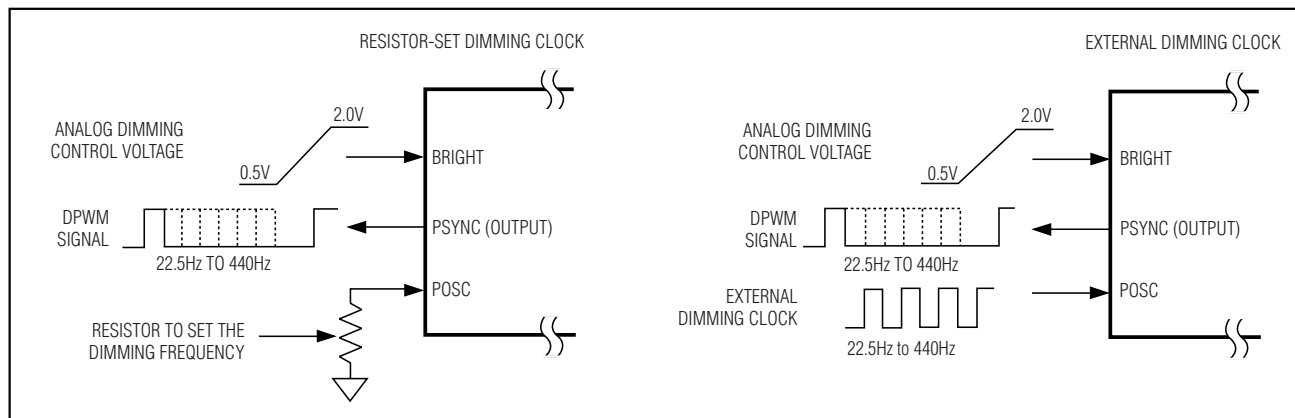 RESISTOR-SET DIMMING CLOCK
ANALOG DIMMING
CONTROL VOLTAGE
2.0V
0.5V
BRIGHT
DPWM
SIGNAL
PSYNC (OUTPUT)
22.5Hz TO 440Hz
POSC
RESISTOR TO SET THE
DIMMING FREQUENCY
EXTERNAL DIMMING CLOCK
ANALOG DIMMING
CONTROL VOLTAGE
2.0V
0.5V
BRIGHT
DPWM
SIGNAL
PSYNC (OUTPUT)
22.5Hz TO 440Hz
EXTERNAL
DIMMING CLOCK
POSC
22.5Hz to 440Hz